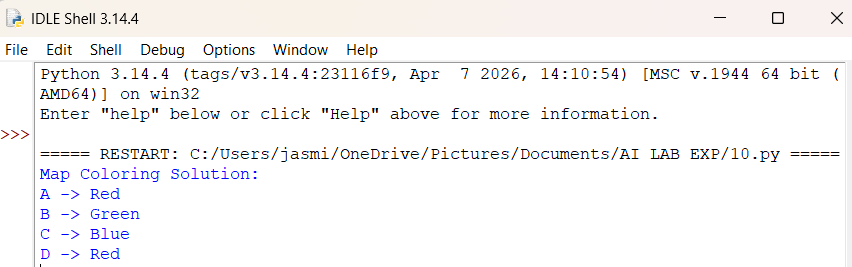 IDLE Shell 3.14.4
File Edit Shell Debug Options Window Help
Python 3.14.4 (tags/v3.14.4:23116f9, Apr  7 2026, 14:10:54) [MSC v.1944 64 bit (
AMD64)] on win32
Enter "help" below or click "Help" above for more information.
>>>
===== RESTART: C:/Users/jasmi/OneDrive/Pictures/Documents/AI LAB EXP/10.py =====
Map Coloring Solution:
A -> Red
B -> Green
C -> Blue
D -> Red